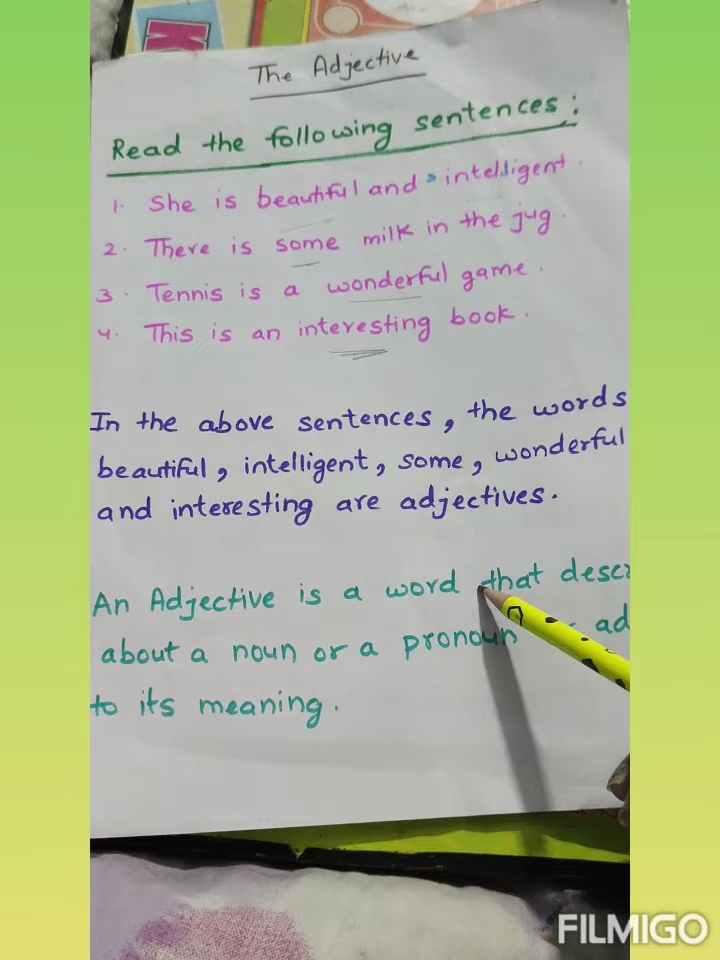 The Adjective
Read the following sentences:
1. She is beautiful and intelligent.
2. There is some milk in the jug.
3. Tennis is a wonderful game.
4. This is an interesting book.
In the above sentences, the words
beautiful, intelligent, some, wonderful
and interesting are adjectives.
An Adjective is a word that
about a noun or a pronoun
to its meaning.
FILMIGO